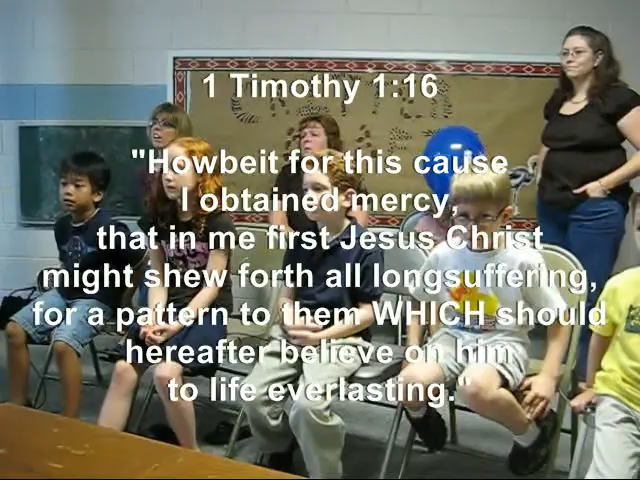 1 Timothy 1:16
"Howbeit for this cause
I obtained mercy,
that in me first Jesus Christ
might shew forth all longsuffering,
for a pattern to them WHICH should
hereafter believe on him
to life everlasting."